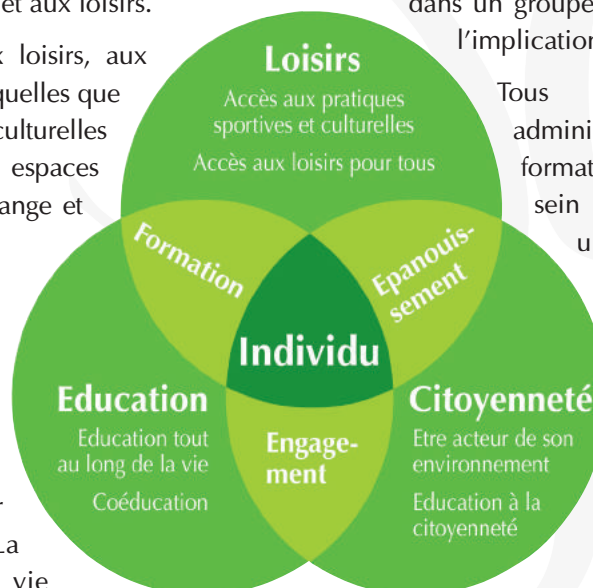 et aux loisirs.
loisirs, aux
quelles que
culturelles
espaces
ange et
dans un groupe
l'implication
Tous
admini
format
sein
u
Loisirs
Accès aux pratiques
sportives et culturelles
Accès aux loisirs pour tous
Formation
Epanouis-
sement
Individu
Education
Education tout
au long de la vie
Coéducation
Engage-
ment
Citoyenneté
Etre acteur de son
environnement
Education à la
citoyenneté
La
vie